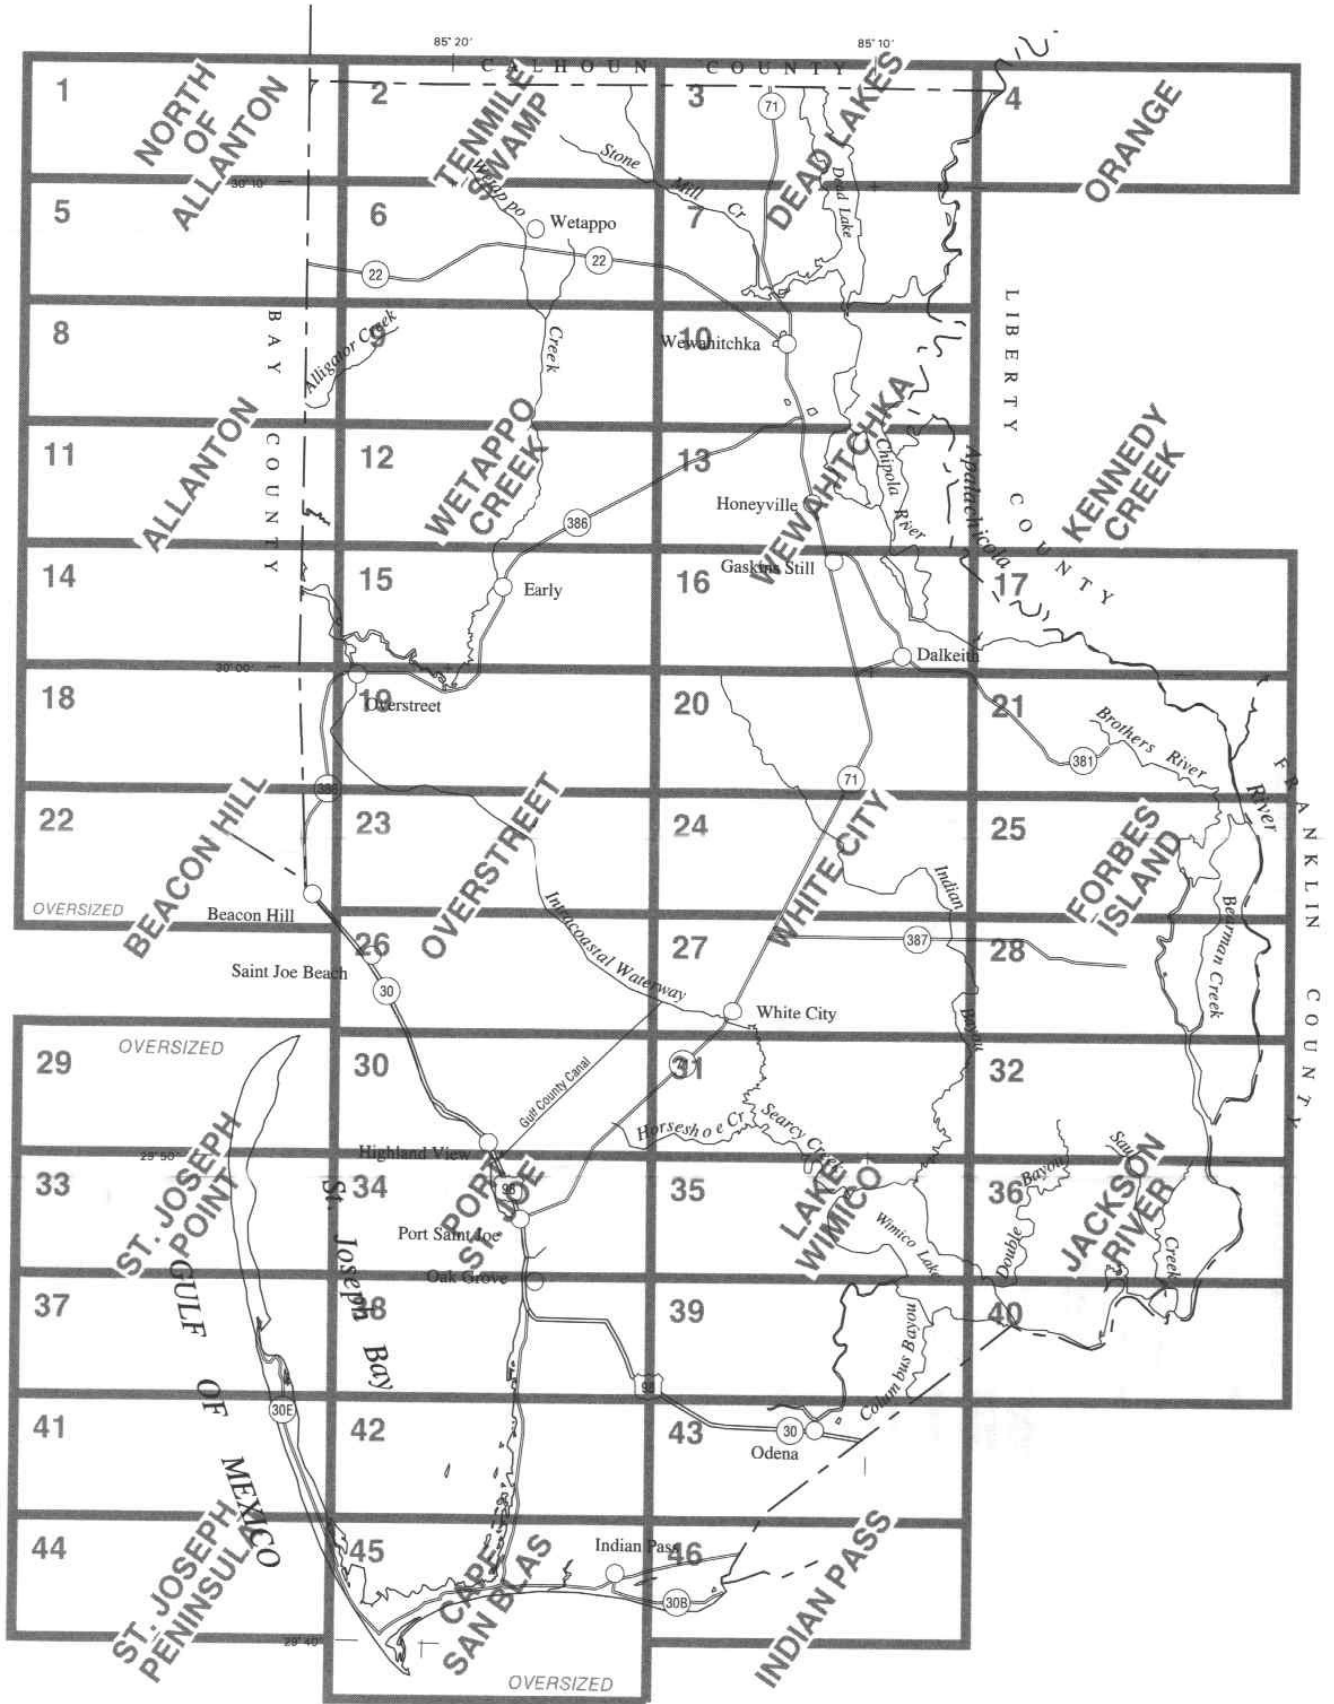 85° 20'
85° 10'
CALHOUN COUNTY
1
NORTH
OF
ALLANTON
2
TENMILE
SWAMP
3
71
DEAD LAKES
4
ORANGE
Stone
Mill
Cr
Dead Lake
30° 10'
5
6
Wetappo
Wetappo
7
22
22
LIBERTY
COUNTY
BAY
COUNTY
8
Alligator Creek
9
Creek
10
Wewahitchka
11
ALLANTON
12
WETAPPO
CREEK
13
WEWAHITCHKA
Chipola
River
Apalachicola
KENNEDY
CREEK
Honeyville
386
14
15
Early
16
Gaskins Still
17
Dalkeith
30° 00'
18
19
Overstreet
20
21
Brothers River
381
71
386
River
FRANKLIN
COUNTY
22
BEACON HILL
23
OVERSTREET
24
WHITE CITY
25
FORBES
ISLAND
OVERSIZED
Beacon Hill
Intracoastal Waterway
Indian
Bayou
Bearman Creek
26
27
387
28
Saint Joe Beach
30
White City
29
OVERSIZED
30
Gulf County Canal
71
31
32
Horseshoe Cr
Searcy Creek
Highland View
29° 50'
33
ST. JOSEPH
POINT
34
98
PORT
ST. JOE
35
LAKE
WIMICO
36
Double
Bayou
Saul
Creek
JACKSON
RIVER
Port Saint Joe
Wimico Lake
Oak Grove
St.
Joseph
Bay
GULF
OF
MEXICO
37
38
39
40
98
Columbus Bayou
30E
41
42
43
30
Odena
44
ST. JOSEPH
PENINSULA
45
CAPE
SAN BLAS
Indian Pass
46
30B
INDIAN PASS
29° 40'
OVERSIZED